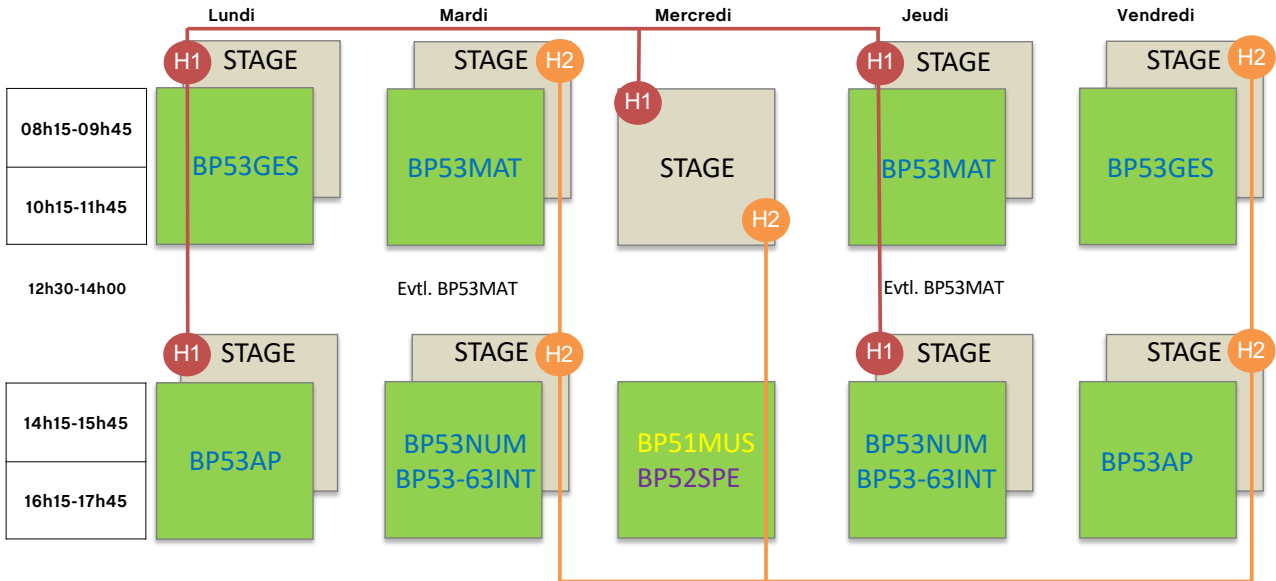 Lundi
Mardi
Mercredi
Jeudi
Vendredi
H1 STAGE
STAGE H2
H1 STAGE
STAGE H2
H1
08h15-09h45
BP53GES
BP53MAT
STAGE
BP53MAT
BP53GES
10h15-11h45
H2
12h30-14h00
Evtl. BP53MAT
Evtl. BP53MAT
H1 STAGE
STAGE H2
H1 STAGE
STAGE H2
14h15-15h45
BP53AP
BP53NUM
BP53-63INT
BP51MUS
BP52SPE
BP53NUM
BP53-63INT
BP53AP
16h15-17h45